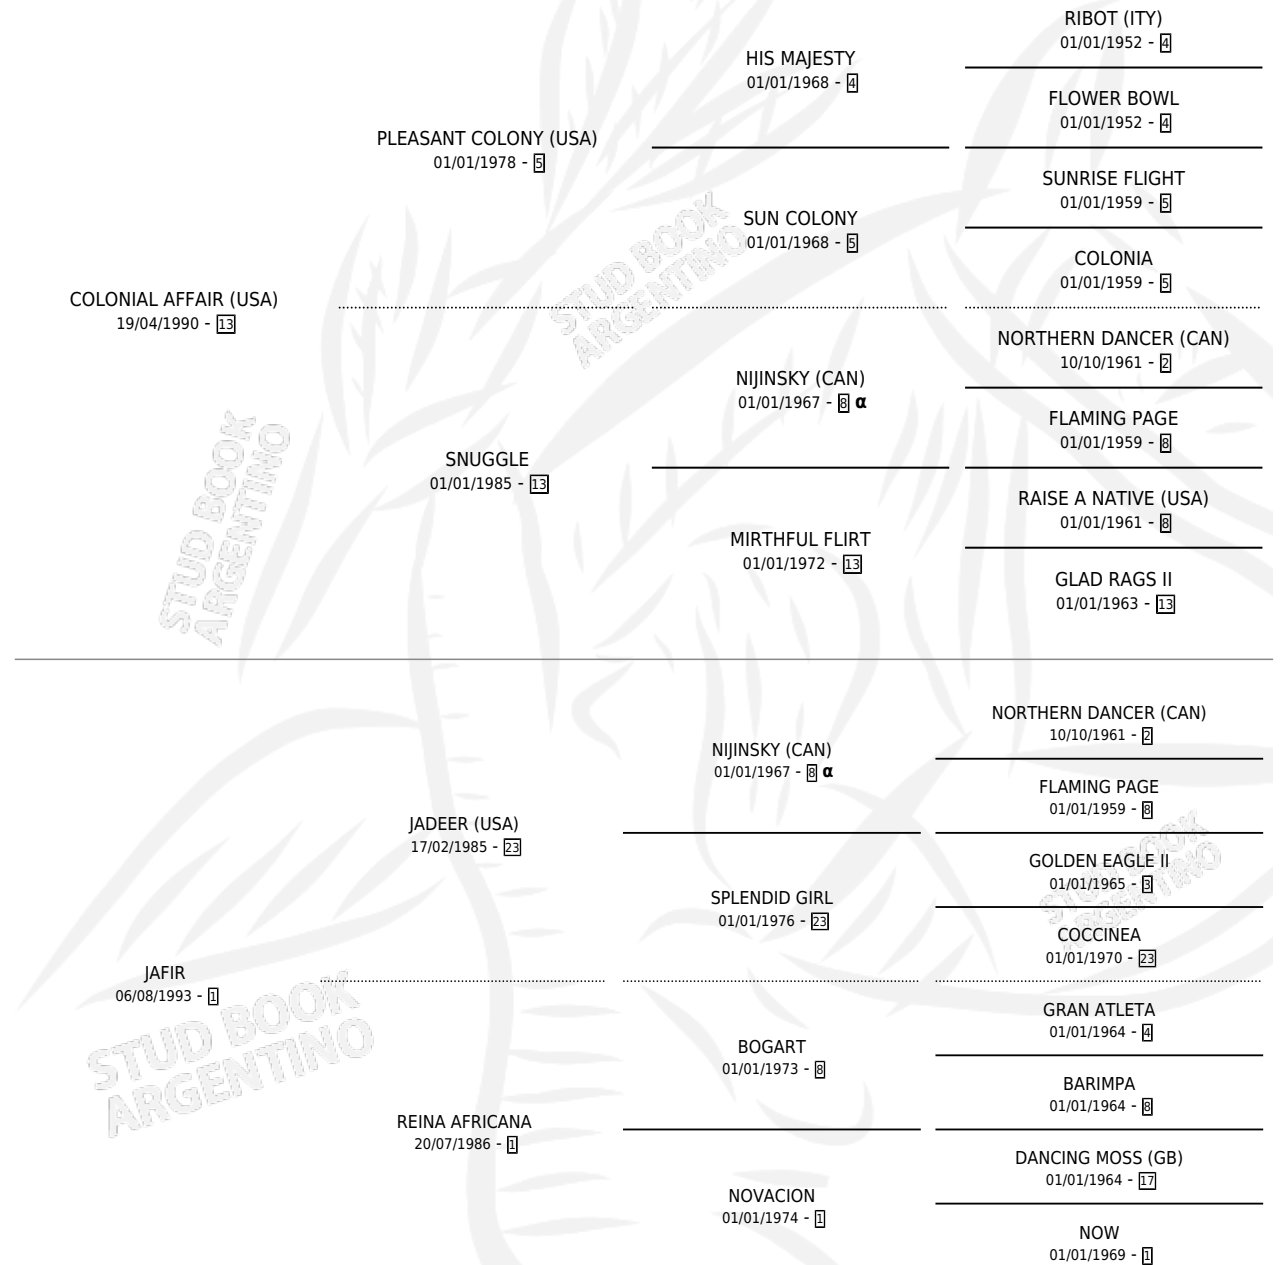 RIBOT (ITY)
01/01/1952 - 4
HIS MAJESTY
01/01/1968 - 4
FLOWER BOWL
01/01/1952 - 4
PLEASANT COLONY (USA)
01/01/1978 - 5
SUNRISE FLIGHT
01/01/1959 - 5
SUN COLONY
01/01/1968 - 5
COLONIA
01/01/1959 - 5
COLONIAL AFFAIR (USA)
19/04/1990 - 13
NORTHERN DANCER (CAN)
10/10/1961 - 2
NIJINSKY (CAN)
01/01/1967 - 8 α
FLAMING PAGE
01/01/1959 - 8
SNUGGLE
01/01/1985 - 13
RAISE A NATIVE (USA)
01/01/1961 - 8
MIRTHFUL FLIRT
01/01/1972 - 13
GLAD RAGS II
01/01/1963 - 13
NORTHERN DANCER (CAN)
10/10/1961 - 2
NIJINSKY (CAN)
01/01/1967 - 8 α
FLAMING PAGE
01/01/1959 - 8
JADEER (USA)
17/02/1985 - 23
GOLDEN EAGLE II
01/01/1965 - 3
SPLENDID GIRL
01/01/1976 - 23
COCCINEA
01/01/1970 - 23
JAFIR
06/08/1993 - 1
GRAN ATLETA
01/01/1964 - 4
BOGART
01/01/1973 - 8
BARIMPA
01/01/1964 - 8
REINA AFRICANA
20/07/1986 - 1
DANCING MOSS (GB)
01/01/1964 - 17
NOVACION
01/01/1974 - 1
NOW
01/01/1969 - 1
STUD BOOK
ARGENTINO
STUD BOOK
ARGENTINO
STUD BOOK
ARGENTINO
STUD BOOK
ARGENTINO